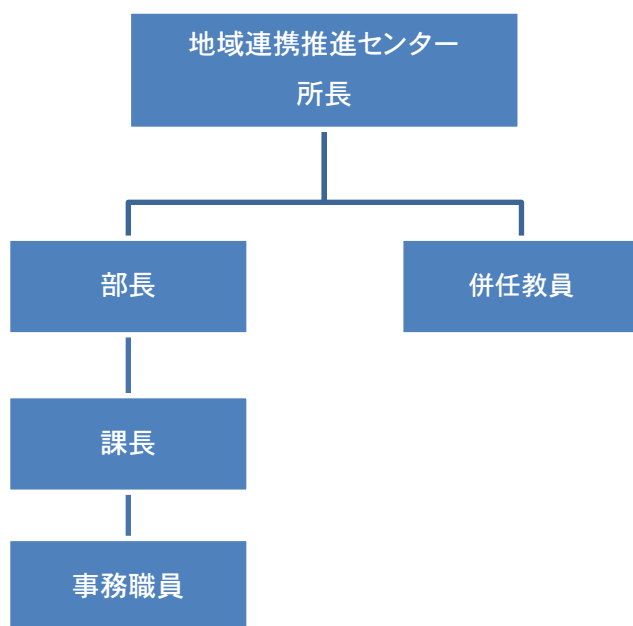 地域連携推進センター
所長
部長
併任教員
課長
事務職員